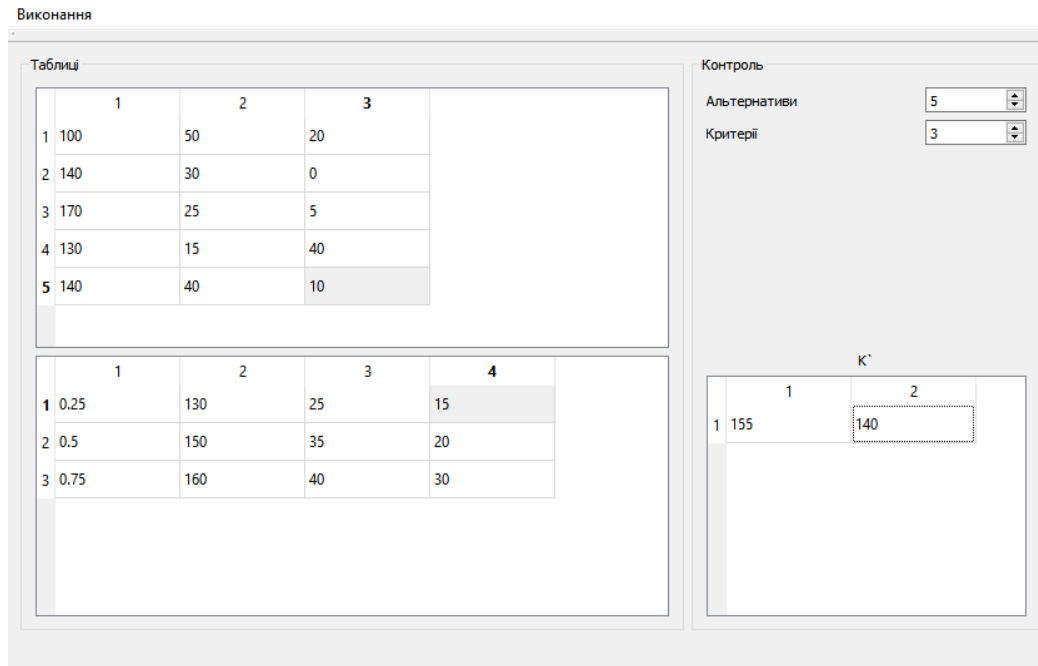 Виконання
Таблиці
1 2 3
1 100 50 20
2 140 30 0
3 170 25 5
4 130 15 40
5 140 40 10
1 2 3 4
1 0.25 130 25 15
2 0.5 150 35 20
3 0.75 160 40 30
Контроль
Альтернативи 5
Критерії 3
К`
1 2
1 155 140